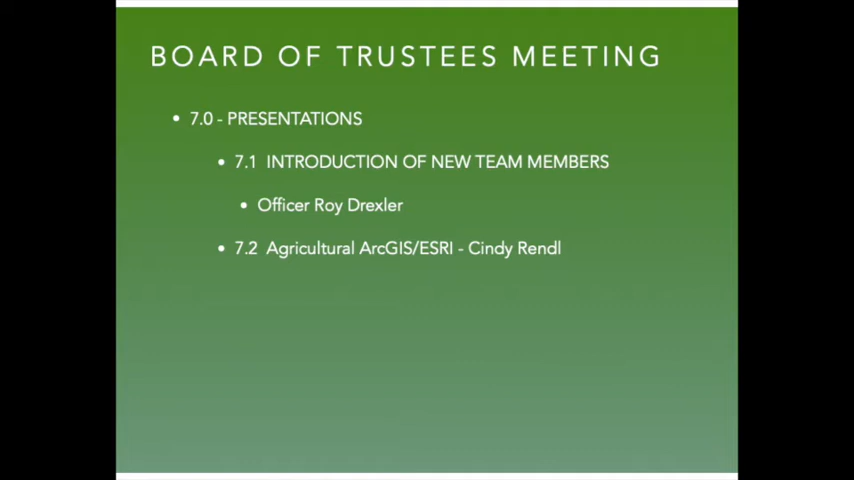 BOARD OF TRUSTEES MEETING
• 7.0 - PRESENTATIONS
• 7.1 INTRODUCTION OF NEW TEAM MEMBERS
• Officer Roy Drexler
• 7.2 Agricultural ArcGIS/ESRI - Cindy Rendl